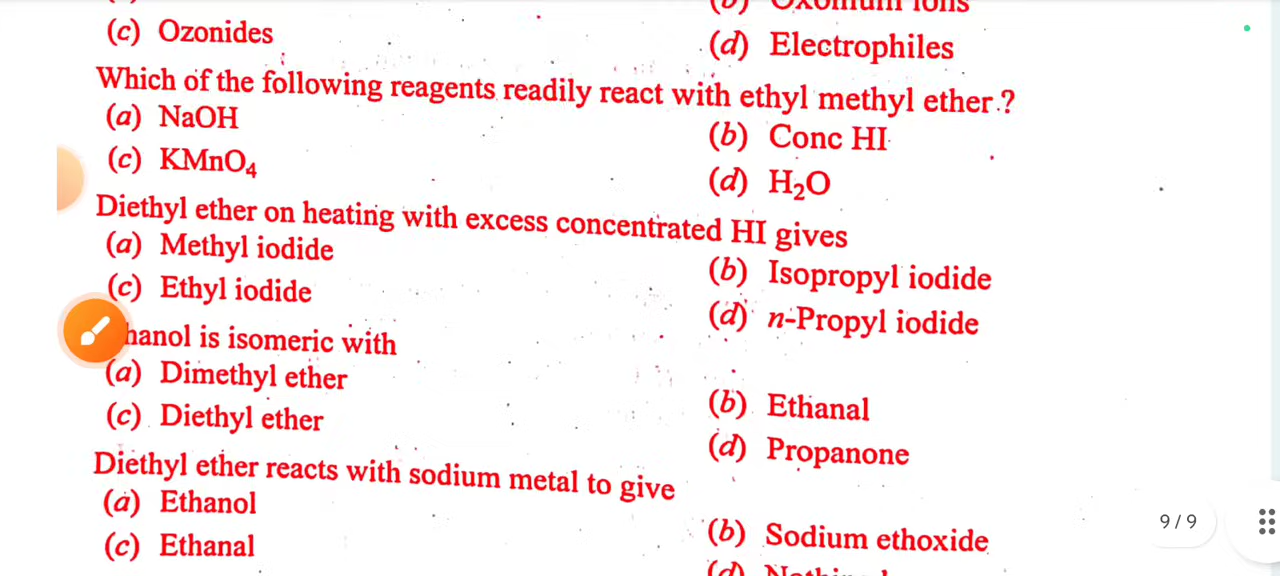 (c) Ozonides
(d) Electrophiles
Which of the following reagents readily react with ethyl methyl ether.?
(a) NaOH
(b) Conc HI
(c) KMnO4
(d) H2O
Diethyl ether on heating with excess concentrated HI gives
(a) Methyl iodide
(b) Isopropyl iodide
(c) Ethyl iodide
(d) n-Propyl iodide
is isomeric with
(a) Dimethyl ether
(b) Ethanal
(c) Diethyl ether
(d) Propanone
Diethyl ether reacts with sodium metal to give
(a) Ethanol
(b) Sodium ethoxide
(c) Ethanal
9 / 9